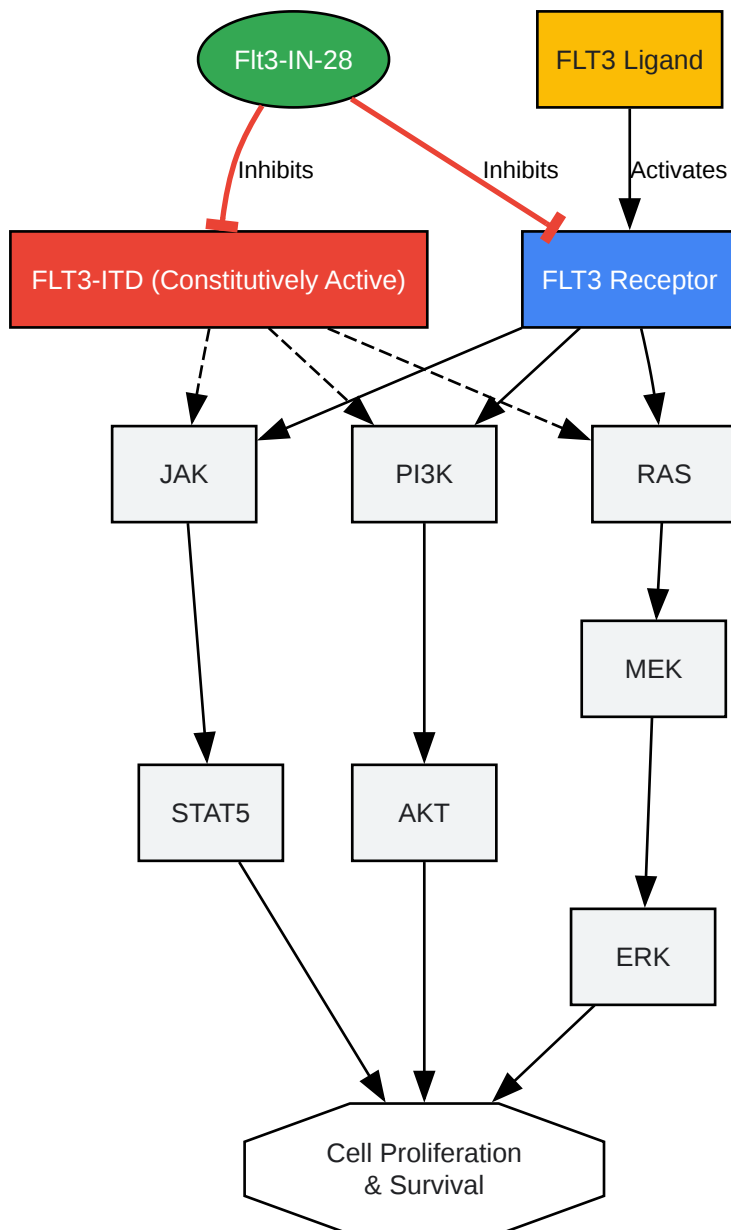 Flt3-IN-28
FLT3 Ligand
Inhibits
Inhibits
Activates
FLT3-ITD (Constitutively Active)
FLT3 Receptor
JAK
PI3K
RAS
MEK
STAT5
AKT
ERK
Cell Proliferation
& Survival